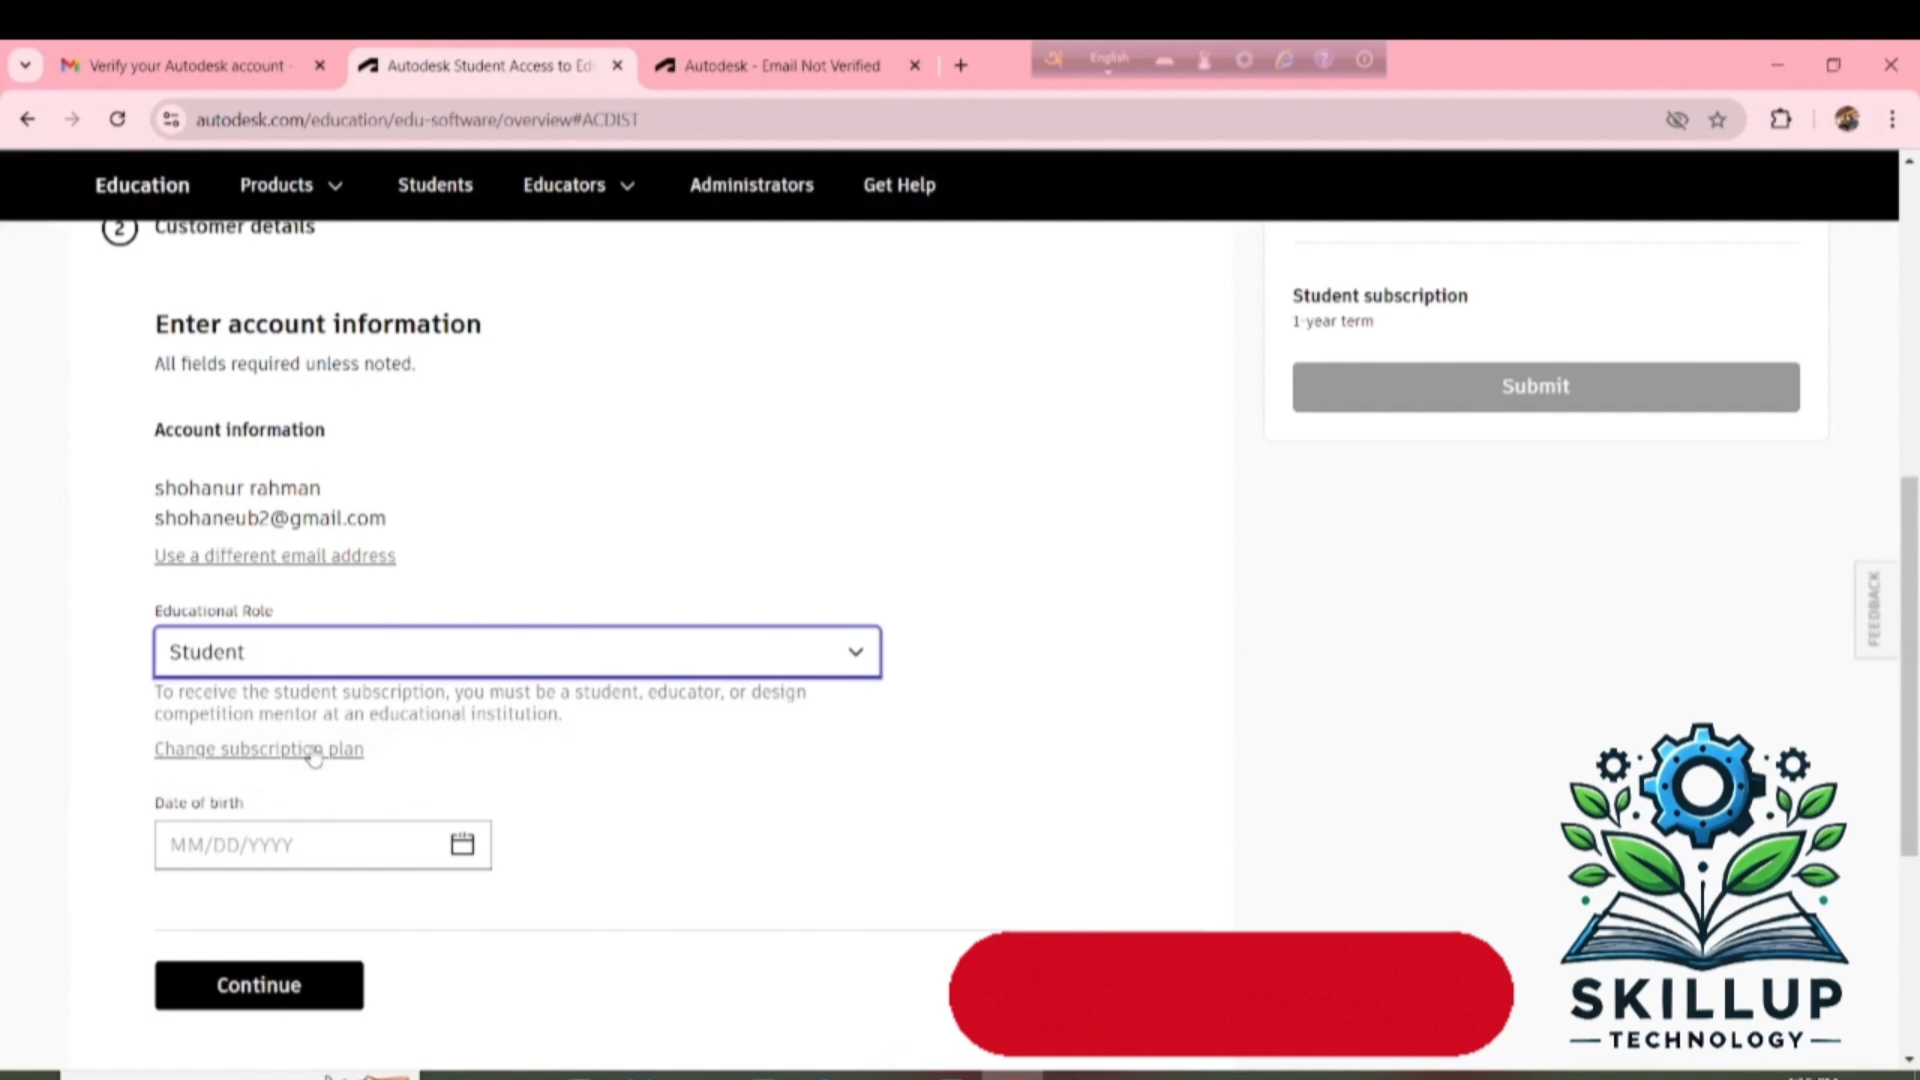 Verify your Autodesk account -
Autodesk Student Access to Ed
Autodesk - Email Not Verified
English
autodesk.com/education/edu-software/overview#ACDIST
Education
Products
Students
Educators
Administrators
Get Help
2 Customer details
Enter account information
All fields required unless noted.
Account information
shohanur rahman
shohaneub2@gmail.com
Use a different email address
Educational Role
Student
To receive the student subscription, you must be a student, educator, or design
competition mentor at an educational institution.
Change subscription plan
Date of birth
MM/DD/YYYY
Continue
Student subscription
1-year term
Submit
FEEDBACK
SKILLUP
TECHNOLOGY